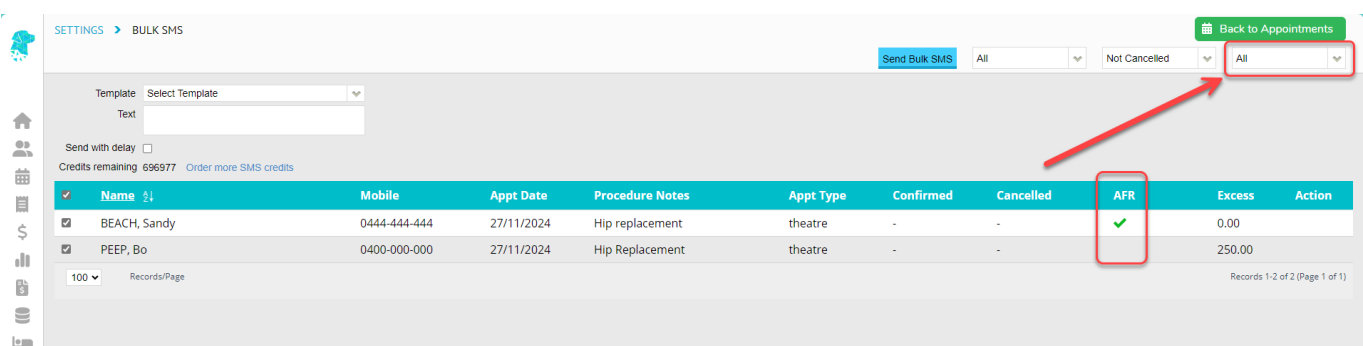 SETTINGS > BULK SMS
Back to Appointments
Send Bulk SMS All Not Cancelled All
Template Select Template
Text
Send with delay
Credits remaining 696977 Order more SMS credits
Name Mobile Appt Date Procedure Notes Appt Type Confirmed Cancelled AFR Excess Action
BEACH, Sandy 0444-444-444 27/11/2024 Hip replacement theatre - - ✔ 0.00
PEEP, Bo 0400-000-000 27/11/2024 Hip Replacement theatre - - 250.00
100 Records/Page Records 1-2 of 2 (Page 1 of 1)